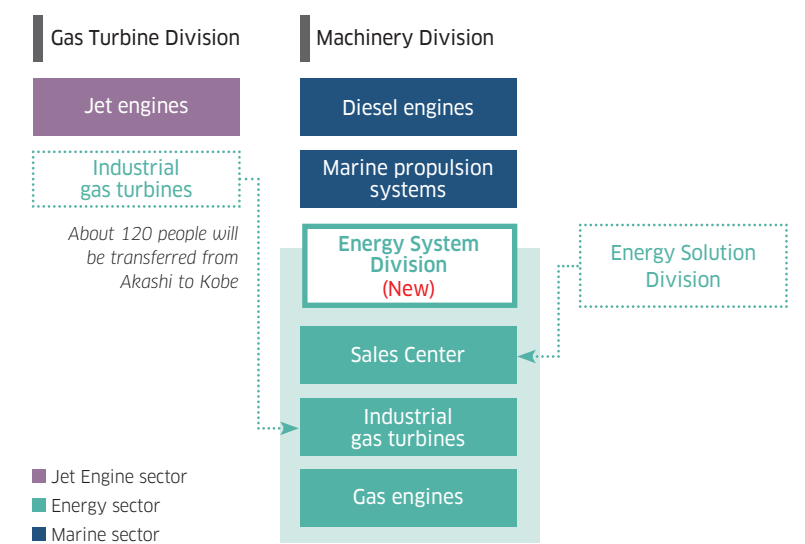 Gas Turbine Division
Jet engines
Industrial
gas turbines
About 120 people will
be transferred from
Akashi to Kobe
Machinery Division
Diesel engines
Marine propulsion
systems
Energy System
Division
(New)
Sales Center
Industrial
gas turbines
Gas engines
Energy Solution
Division
Jet Engine sector
Energy sector
Marine sector